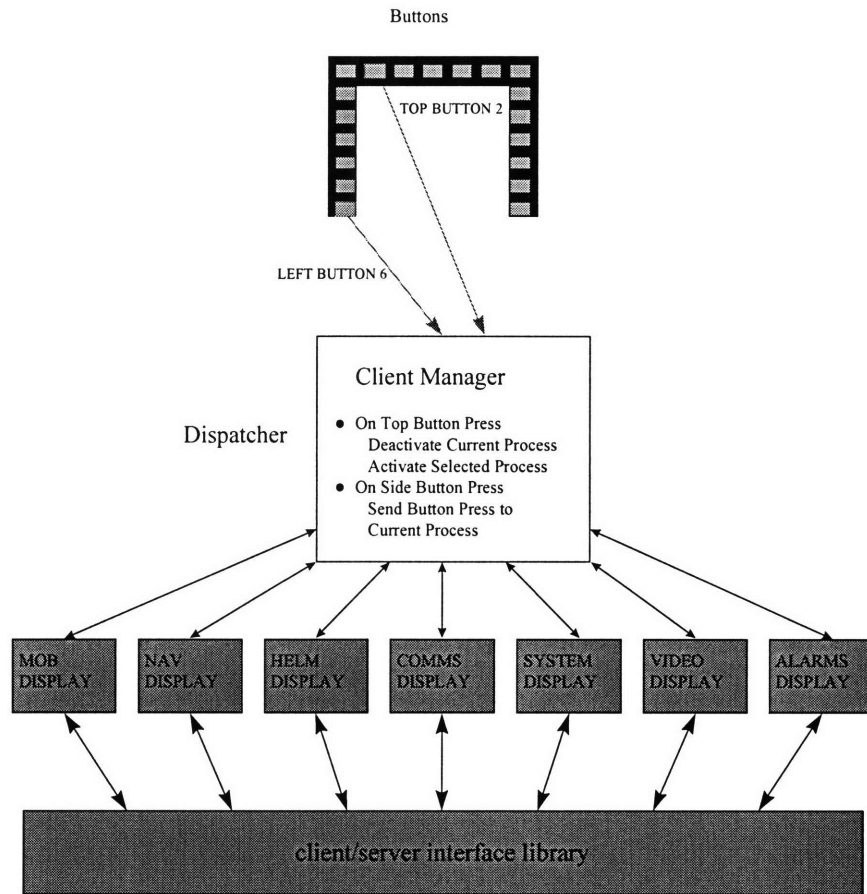 Buttons
TOP BUTTON 2
LEFT BUTTON 6
Client Manager
Dispatcher
● On Top Button Press
Deactivate Current Process
Activate Selected Process
● On Side Button Press
Send Button Press to
Current Process
MOB
DISPLAY
NAV
DISPLAY
HELM
DISPLAY
COMMS
DISPLAY
SYSTEM
DISPLAY
VIDEO
DISPLAY
ALARMS
DISPLAY
client/server interface library